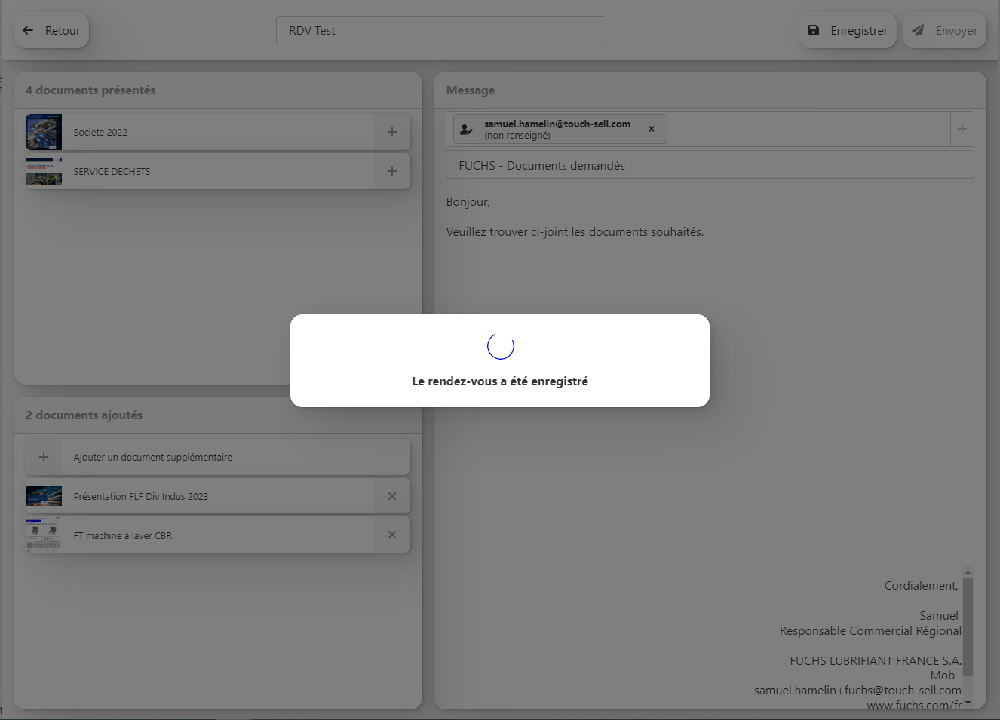 Retour
RDV Test
Enregistrer
Envoyer
4 documents présentés
Societe 2022
SERVICE DECHETS
Message
samuel.hamelin@touch-sell.com
(non renseigné)
FUCHS - Documents demandés
Bonjour,
Veuillez trouver ci-joint les documents souhaités.
Le rendez-vous a été enregistré
2 documents ajoutés
Ajouter un document supplémentaire
Présentation FLF Div Indus 2023
FT machine à laver CBR
Cordialement,
Samuel
Responsable Commercial Régional
FUCHS LUBRIFIANT FRANCE S.A.
Mob
samuel.hamelin+fuchs@touch-sell.com
www.fuchs.com/fr